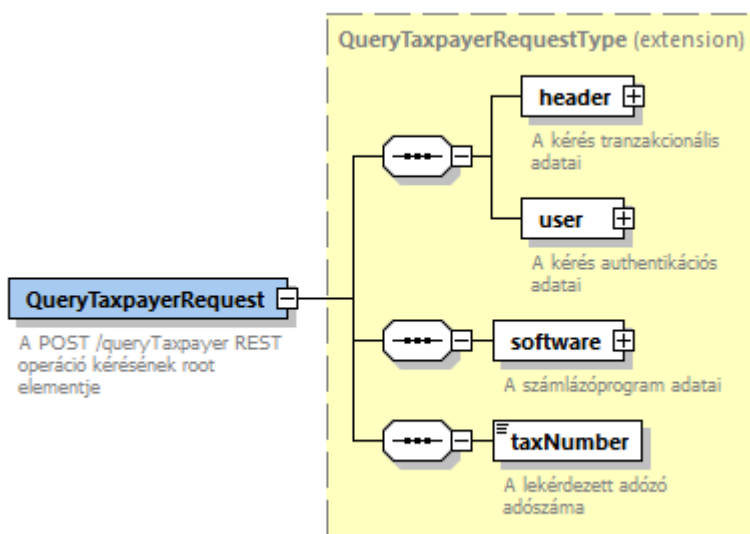 QueryTaxpayerRequestType (extension)
header
A kérés tranzakcionális
adatai
user
A kérés authentikációs
adatai
QueryTaxpayerRequest
A POST /queryTaxpayer REST
operáció kérésének root
elementje
software
A számlázóprogram adatai
taxNumber
A lekérdezett adózó
adószáma